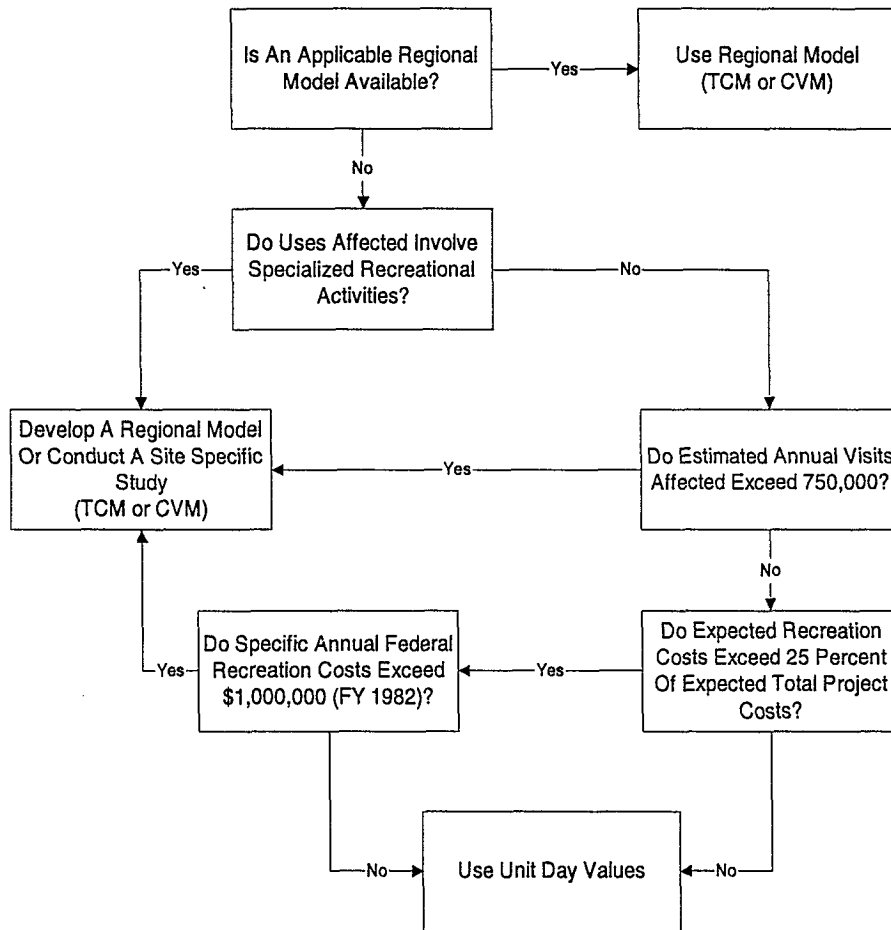 Is An Applicable Regional
Model Available?
Yes
Use Regional Model
(TCM or CVM)
No
Do Uses Affected Involve
Specialized Recreational
Activities?
Yes
No
Develop A Regional Model
Or Conduct A Site Specific
Study
(TCM or CVM)
Yes
Do Estimated Annual Visits
Affected Exceed 750,000?
No
Do Specific Annual Federal
Recreation Costs Exceed
$1,000,000 (FY 1982)?
Yes
Yes
Do Expected Recreation
Costs Exceed 25 Percent
Of Expected Total Project
Costs?
No
Use Unit Day Values
No